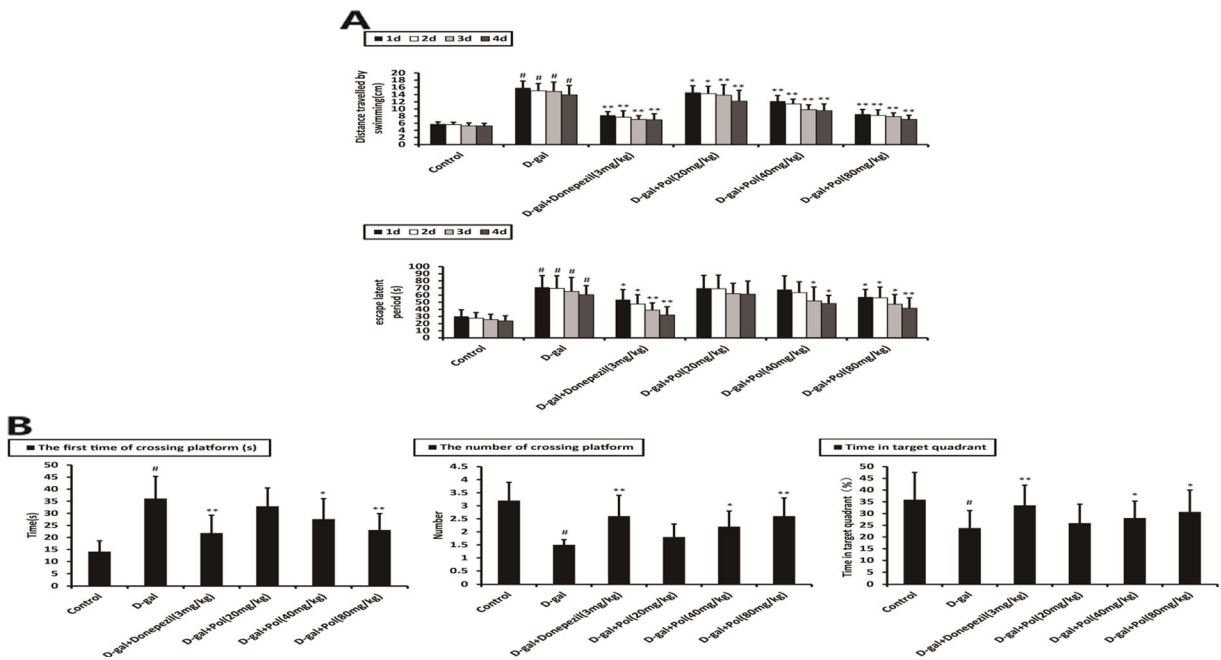 A
1d 2d 3d 4d
Distance travelled by
swimming(cm)
20
18
16
14
12
10
8
6
4
2
0
# # # #
** ** ** **
* * ** **
** ** ** **
** ** ** **
Control
D-gal
D-gal+Donepezil(3mg/kg)
D-gal+Pol(20mg/kg)
D-gal+Pol(40mg/kg)
D-gal+Pol(80mg/kg)
1d 2d 3d 4d
escape latent
period (s)
100
90
80
70
60
50
40
30
20
10
0
# # # #
* * ** **
* *
* * * **
Control
D-gal
D-gal+Donepezil(3mg/kg)
D-gal+Pol(20mg/kg)
D-gal+Pol(40mg/kg)
D-gal+Pol(80mg/kg)
B
The first time of crossing platform (s)
Time(s)
50
45
40
35
30
25
20
15
10
5
0
#
**
*
**
Control
D-gal
D-gal+Donepezil(3mg/kg)
D-gal+Pol(20mg/kg)
D-gal+Pol(40mg/kg)
D-gal+Pol(80mg/kg)
The number of crossing platform
Number
4.5
4
3.5
3
2.5
2
1.5
1
0.5
0
#
**
*
**
Control
D-gal
D-gal+Donepezil(3mg/kg)
D-gal+Pol(20mg/kg)
D-gal+Pol(40mg/kg)
D-gal+Pol(80mg/kg)
Time in target quadrant
Time in target quadrant (%)
50
45
40
35
30
25
20
15
10
5
0
#
**
*
*
Control
D-gal
D-gal+Donepezil(3mg/kg)
D-gal+Pol(20mg/kg)
D-gal+Pol(40mg/kg)
D-gal+Pol(80mg/kg)